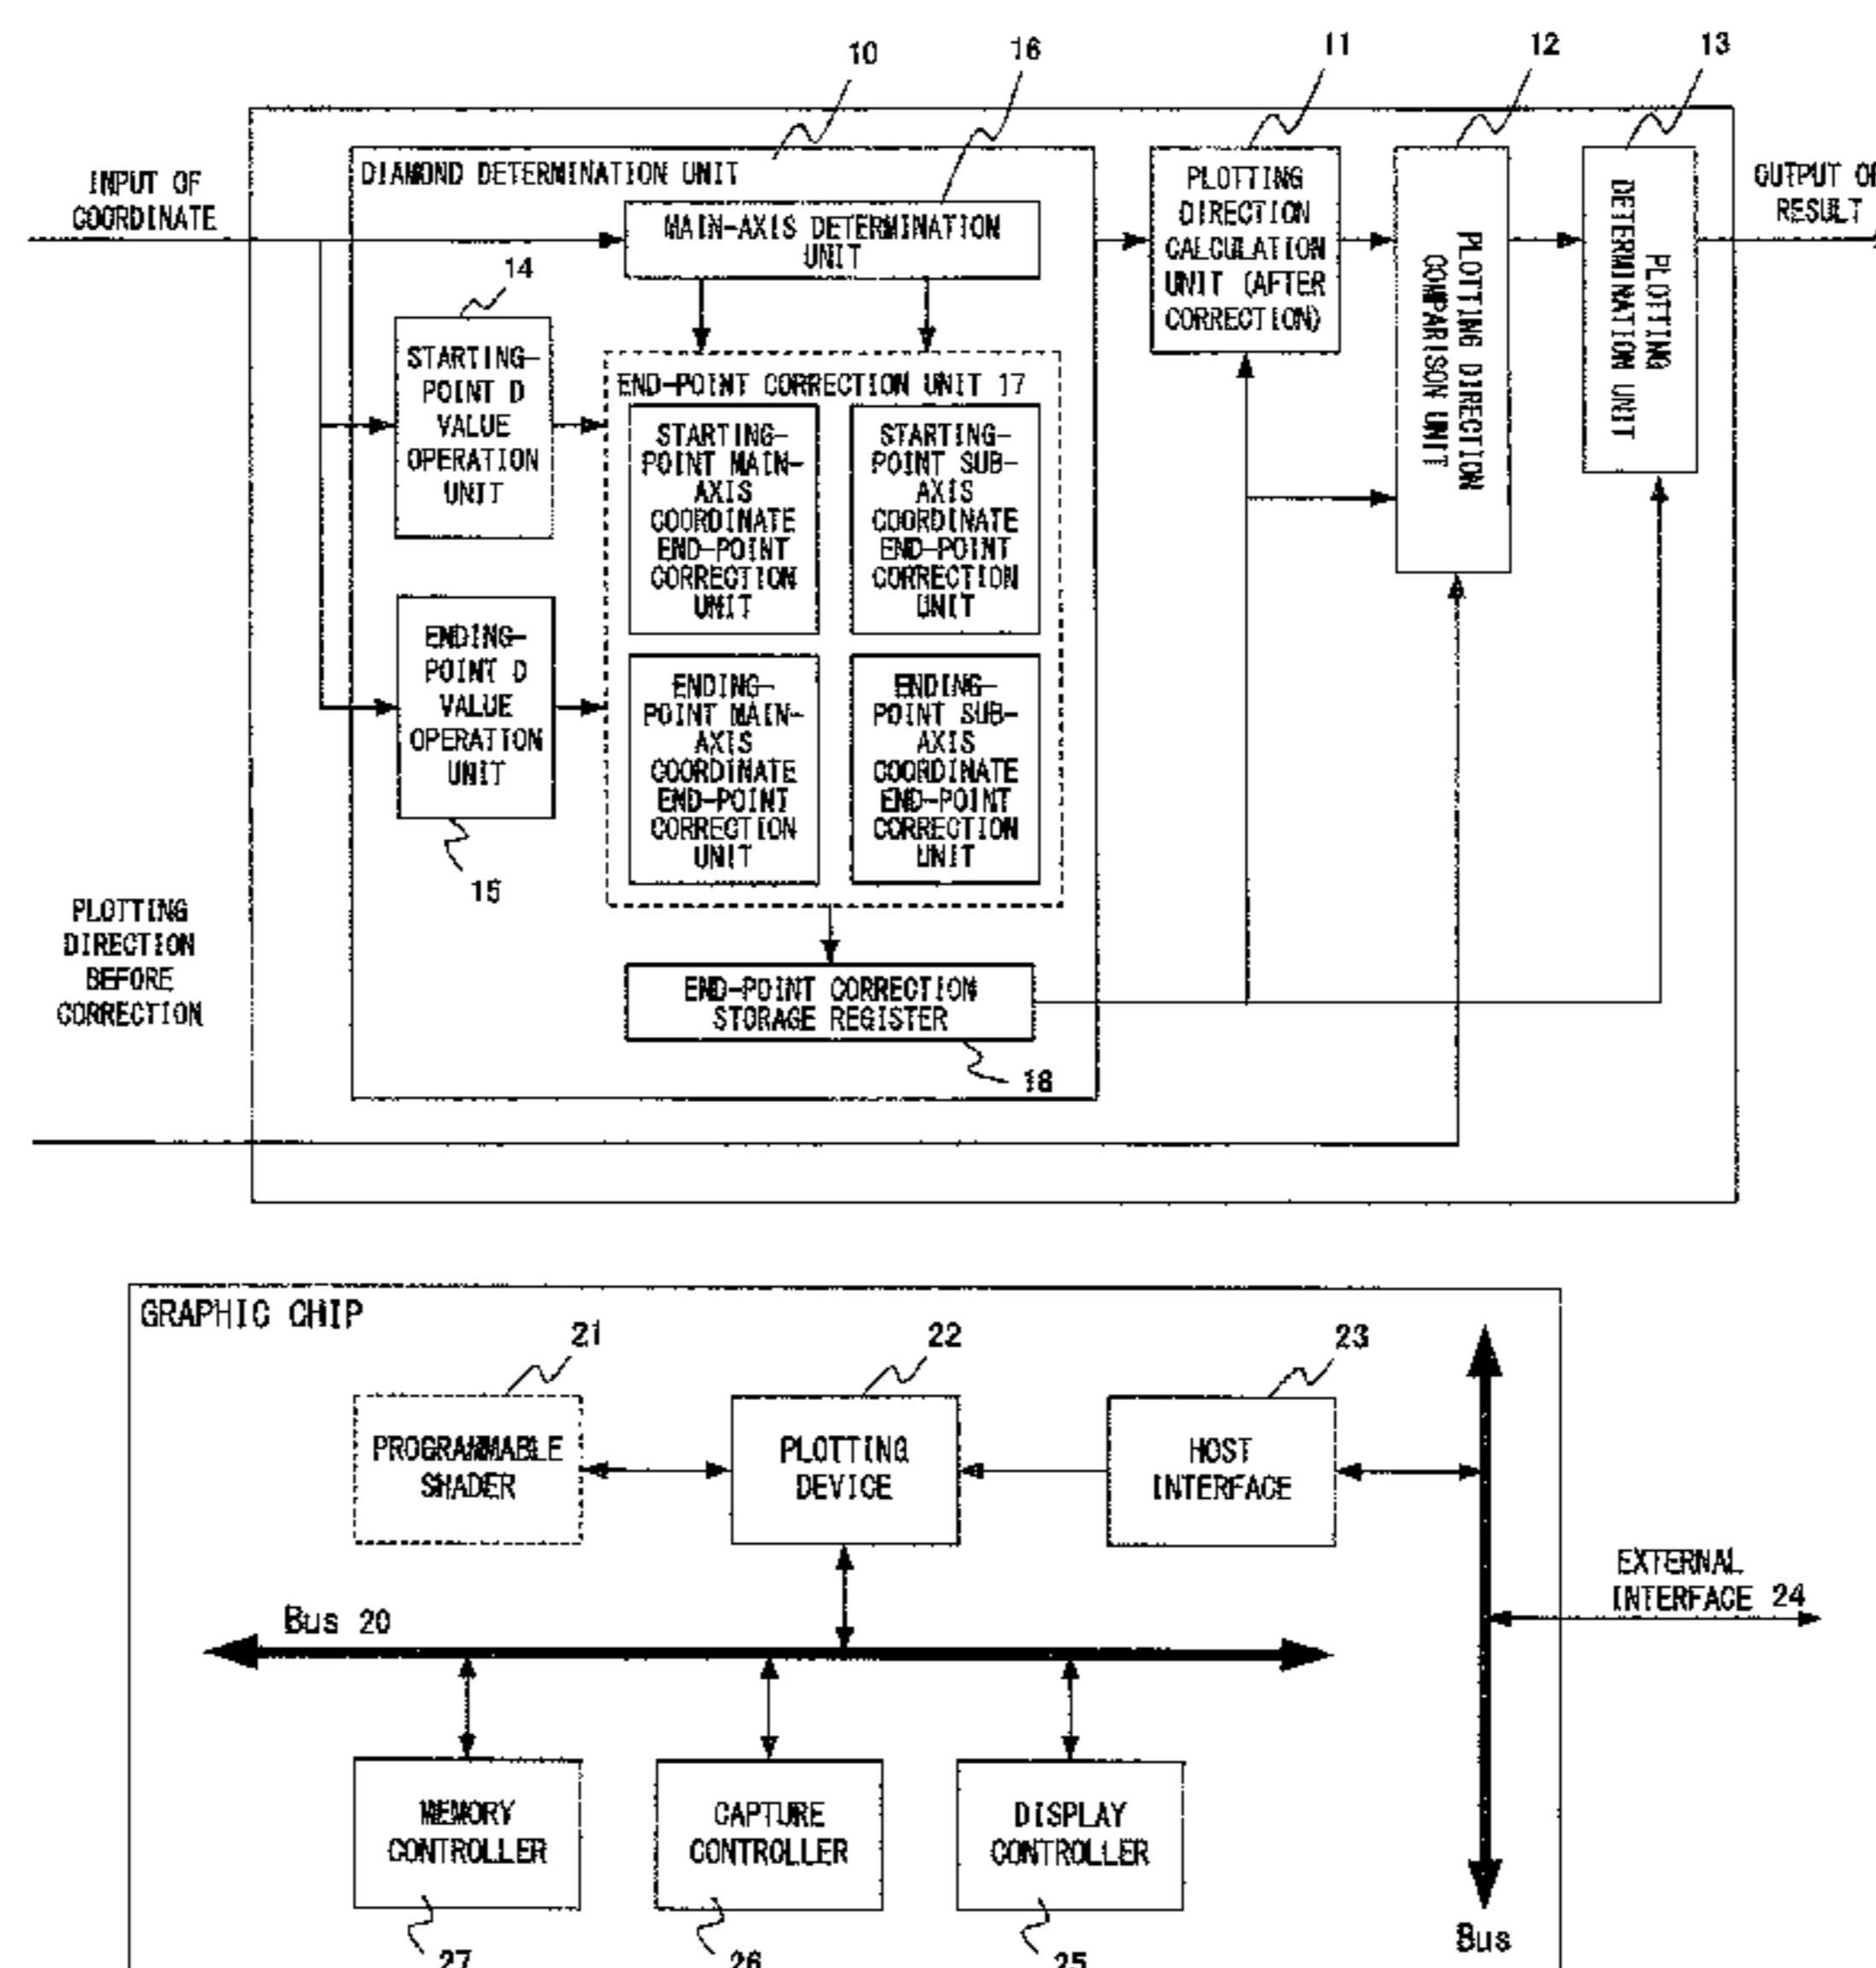 10
16
11
12
13
DIAMOND DETERMINATION UNIT
INPUT OF
COORDINATE
MAIN-AXIS DETERMINATION
UNIT
PLOTTING
DIRECTION
CALCULATION
UNIT (AFTER
CORRECTION)
PLOTTING DIRECTION
COMPARISON UNIT
PLOTTING
DETERMINATION UNIT
OUTPUT OF
RESULT
14
STARTING-
POINT D
VALUE
OPERATION
UNIT
END-POINT CORRECTION UNIT 17
STARTING-
POINT MAIN-
AXIS
COORDINATE
END-POINT
CORRECTION
UNIT
STARTING-
POINT SUB-
AXIS
COORDINATE
END-POINT
CORRECTION
UNIT
ENDING-
POINT D
VALUE
OPERATION
UNIT
15
ENDING-
POINT MAIN-
AXIS
COORDINATE
END-POINT
CORRECTION
UNIT
ENDING-
POINT SUB-
AXIS
COORDINATE
END-POINT
CORRECTION
UNIT
PLOTTING
DIRECTION
BEFORE
CORRECTION
END-POINT CORRECTION
STORAGE REGISTER
18
GRAPHIC CHIP
21
22
23
PROGRAMMABLE
SHADER
PLOTTING
DEVICE
HOST
INTERFACE
EXTERNAL
INTERFACE 24
Bus 20
MEMORY
CONTROLLER
CAPTURE
CONTROLLER
DISPLAY
CONTROLLER
27
26
25
Bus